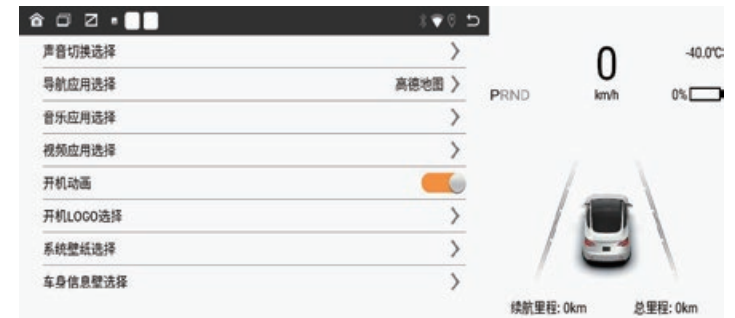 声音切换选择
导航应用选择 高德地图
音乐应用选择
视频应用选择
开机动画
开机LOGO选择
系统壁纸选择
车身信息壁选择
0
km/h
-40.0℃
PRND
0%
续航里程: 0km
总里程: 0km